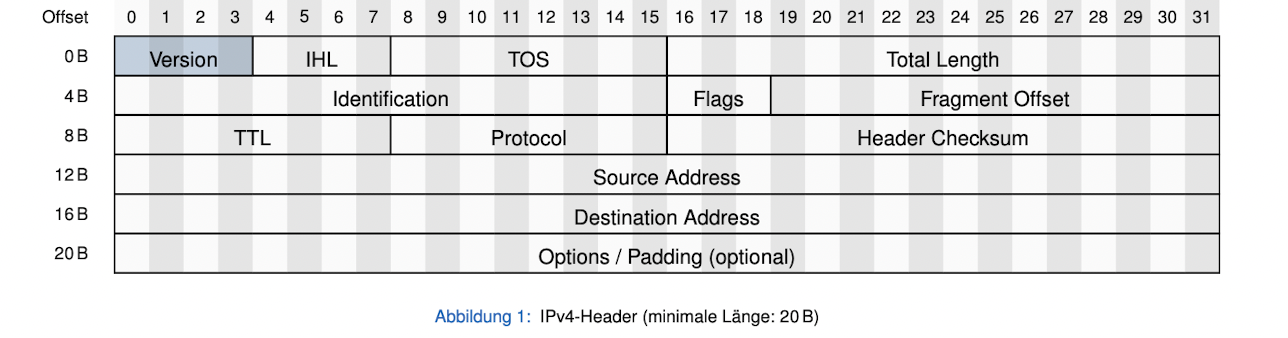 Offset 0 1 2 3 4 5 6 7 8 9 10 11 12 13 14 15 16 17 18 19 20 21 22 23 24 25 26 27 28 29 30 31
0 B Version IHL TOS Total Length
4 B Identification Flags Fragment Offset
8 B TTL Protocol Header Checksum
12 B Source Address
16 B Destination Address
20 B Options / Padding (optional)
Abbildung 1: IPv4-Header (minimale Länge: 20 B)